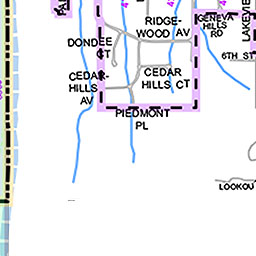 RIDGE-
WOOD AV
GENEVA
HILLS
RD
LAKEVIE
DONDEE
CT
6TH ST
CEDAR-
HILLS
AV
CEDAR
HILLS CT
PIEDMONT
PL
LOOKOU